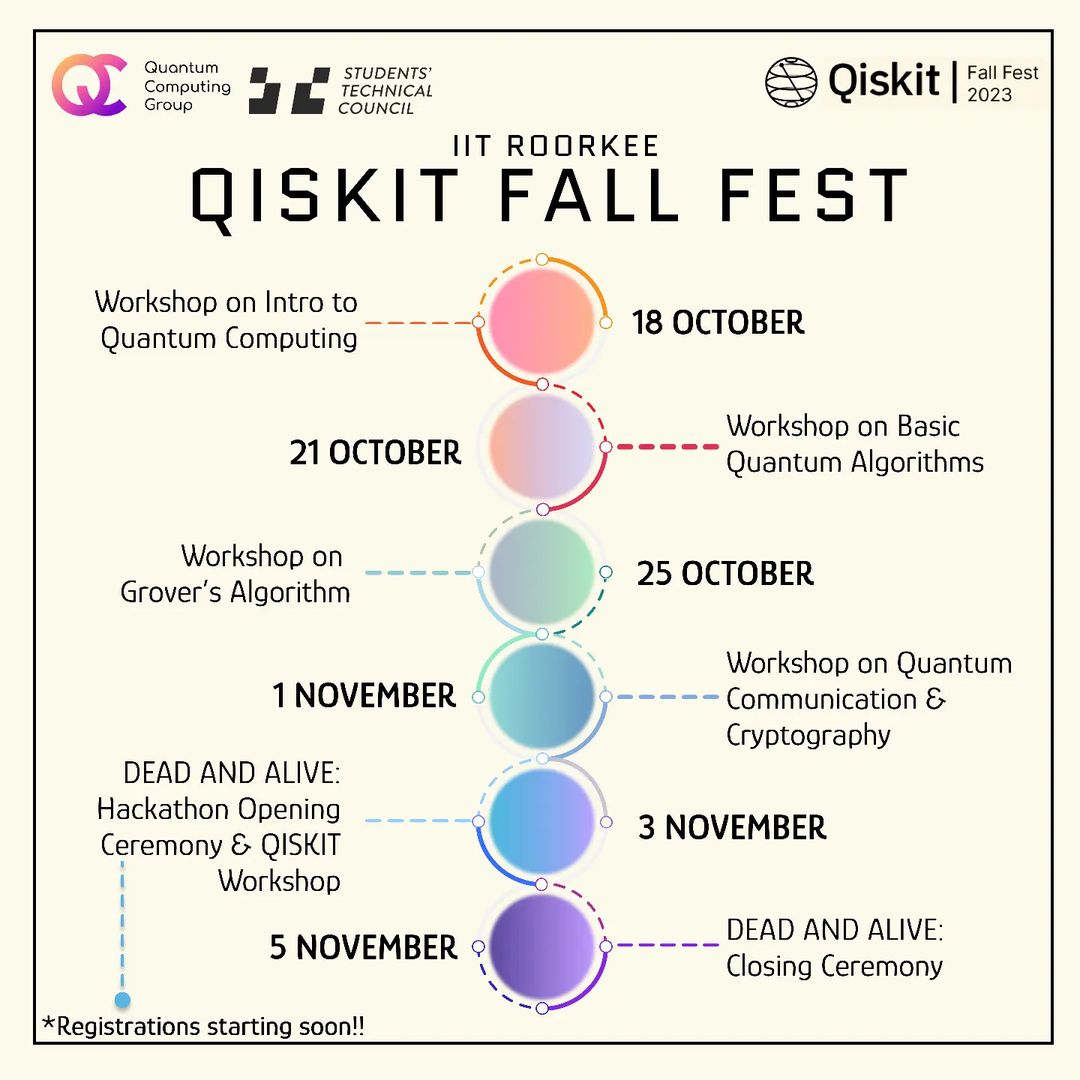 Quantum
Computing
Group
STUDENTS'
TECHNICAL
COUNCIL
Qiskit
Fall Fest
2023
IIT ROORKEE
QISKIT FALL FEST
Workshop on Intro to
Quantum Computing
18 OCTOBER
21 OCTOBER
Workshop on Basic
Quantum Algorithms
Workshop on
Grover's Algorithm
25 OCTOBER
1 NOVEMBER
Workshop on Quantum
Communication &
Cryptography
DEAD AND ALIVE:
Hackathon Opening
Ceremony & QISKIT
Workshop
3 NOVEMBER
5 NOVEMBER
DEAD AND ALIVE:
Closing Ceremony
*Registrations starting soon!!